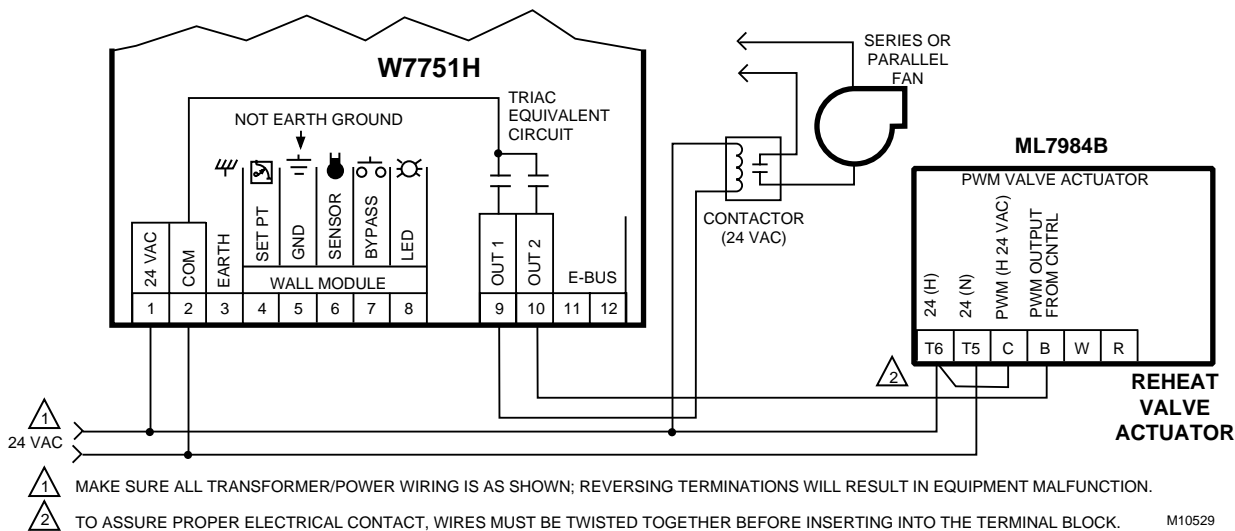 W7751H
TRIAC
EQUIVALENT
CIRCUIT
NOT EARTH GROUND
24 VAC
COM
EARTH
SET PT
GND
SENSOR
BYPASS
LED
WALL MODULE
OUT 1
OUT 2
E-BUS
1 2 3 4 5 6 7 8 9 10 11 12
SERIES OR
PARALLEL
FAN
CONTACTOR
(24 VAC)
ML7984B
PWM VALVE ACTUATOR
24 (H)
24 (N)
PWM (H 24 VAC)
PWM OUTPUT
FROM CNTRL
T6 T5 C B W R
2
REHEAT
VALVE
ACTUATOR
1
24 VAC
1 MAKE SURE ALL TRANSFORMER/POWER WIRING IS AS SHOWN; REVERSING TERMINATIONS WILL RESULT IN EQUIPMENT MALFUNCTION.
2 TO ASSURE PROPER ELECTRICAL CONTACT, WIRES MUST BE TWISTED TOGETHER BEFORE INSERTING INTO THE TERMINAL BLOCK. M10529